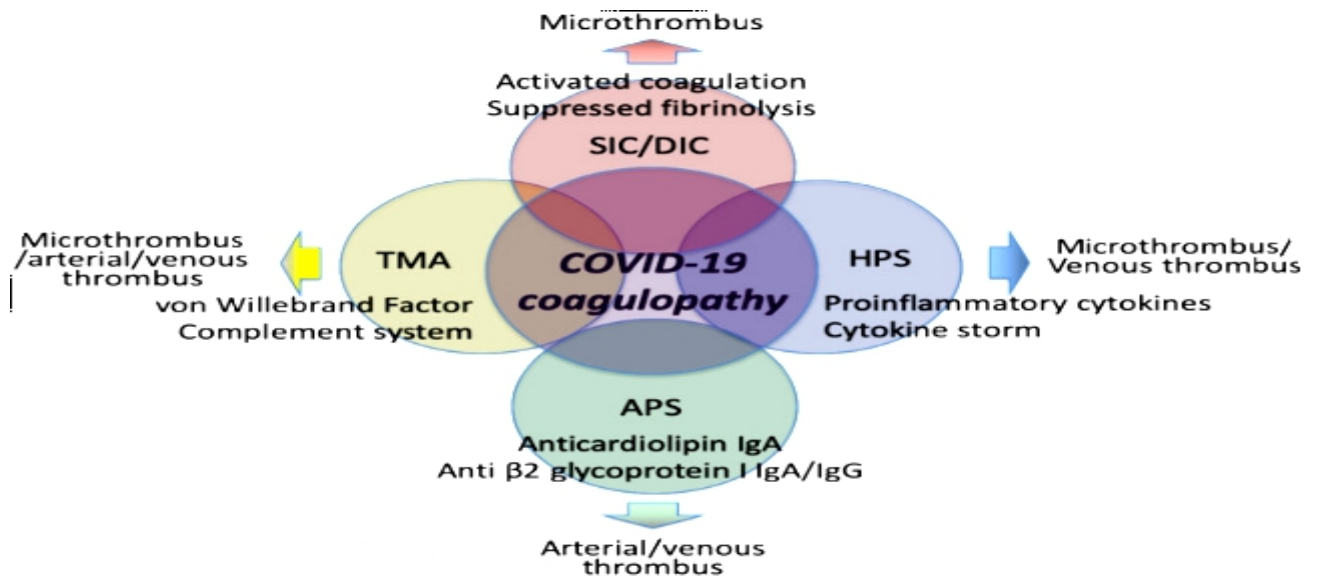 Microthrombus
Activated coagulation
Suppressed fibrinolysis
SIC/DIC
Microthrombus
/arterial/venous
thrombus
TMA
von Willebrand Factor
Complement system
COVID-19
coagulopathy
HPS
Proinflammatory cytokines
Cytokine storm
Microthrombus/
Venous thrombus
APS
Anticardiolipin IgA
Anti β2 glycoprotein I IgA/IgG
Arterial/venous
thrombus